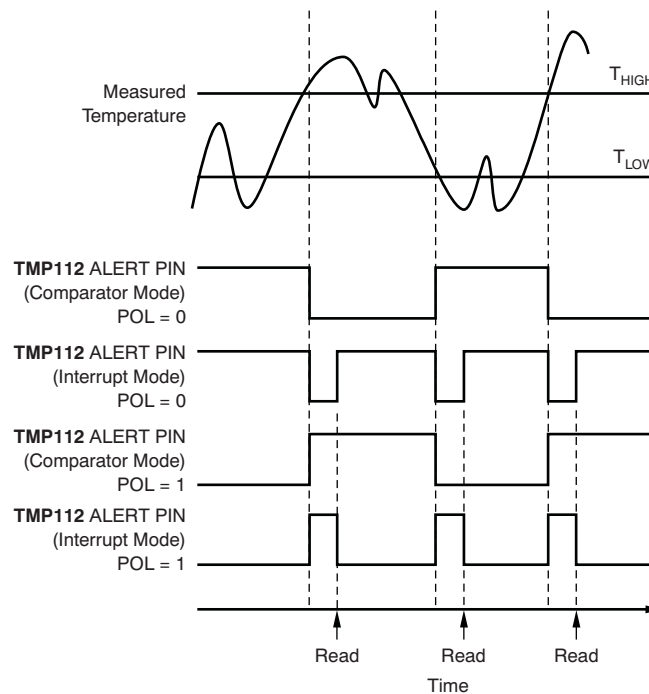 THIGH
Measured
Temperature
TLOW
TMP112 ALERT PIN
(Comparator Mode)
POL = 0
TMP112 ALERT PIN
(Interrupt Mode)
POL = 0
TMP112 ALERT PIN
(Comparator Mode)
POL = 1
TMP112 ALERT PIN
(Interrupt Mode)
POL = 1
Read Read Read
Time